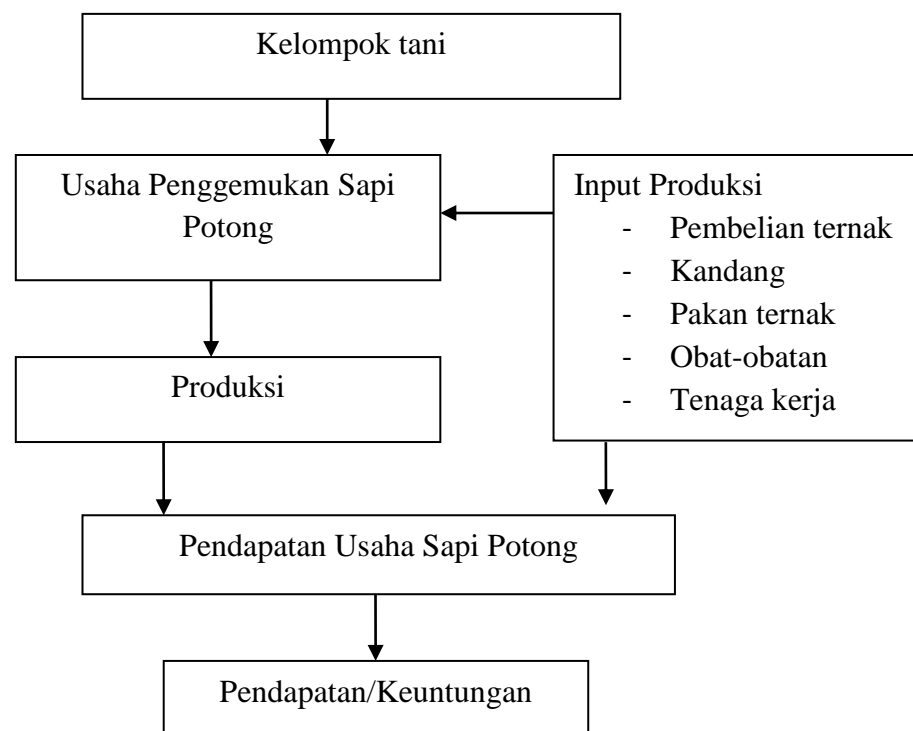 Kelompok tani
Usaha Penggemukan Sapi
Potong
Input Produksi
- Pembelian ternak
- Kandang
- Pakan ternak
- Obat-obatan
- Tenaga kerja
Produksi
Pendapatan Usaha Sapi Potong
Pendapatan/Keuntungan